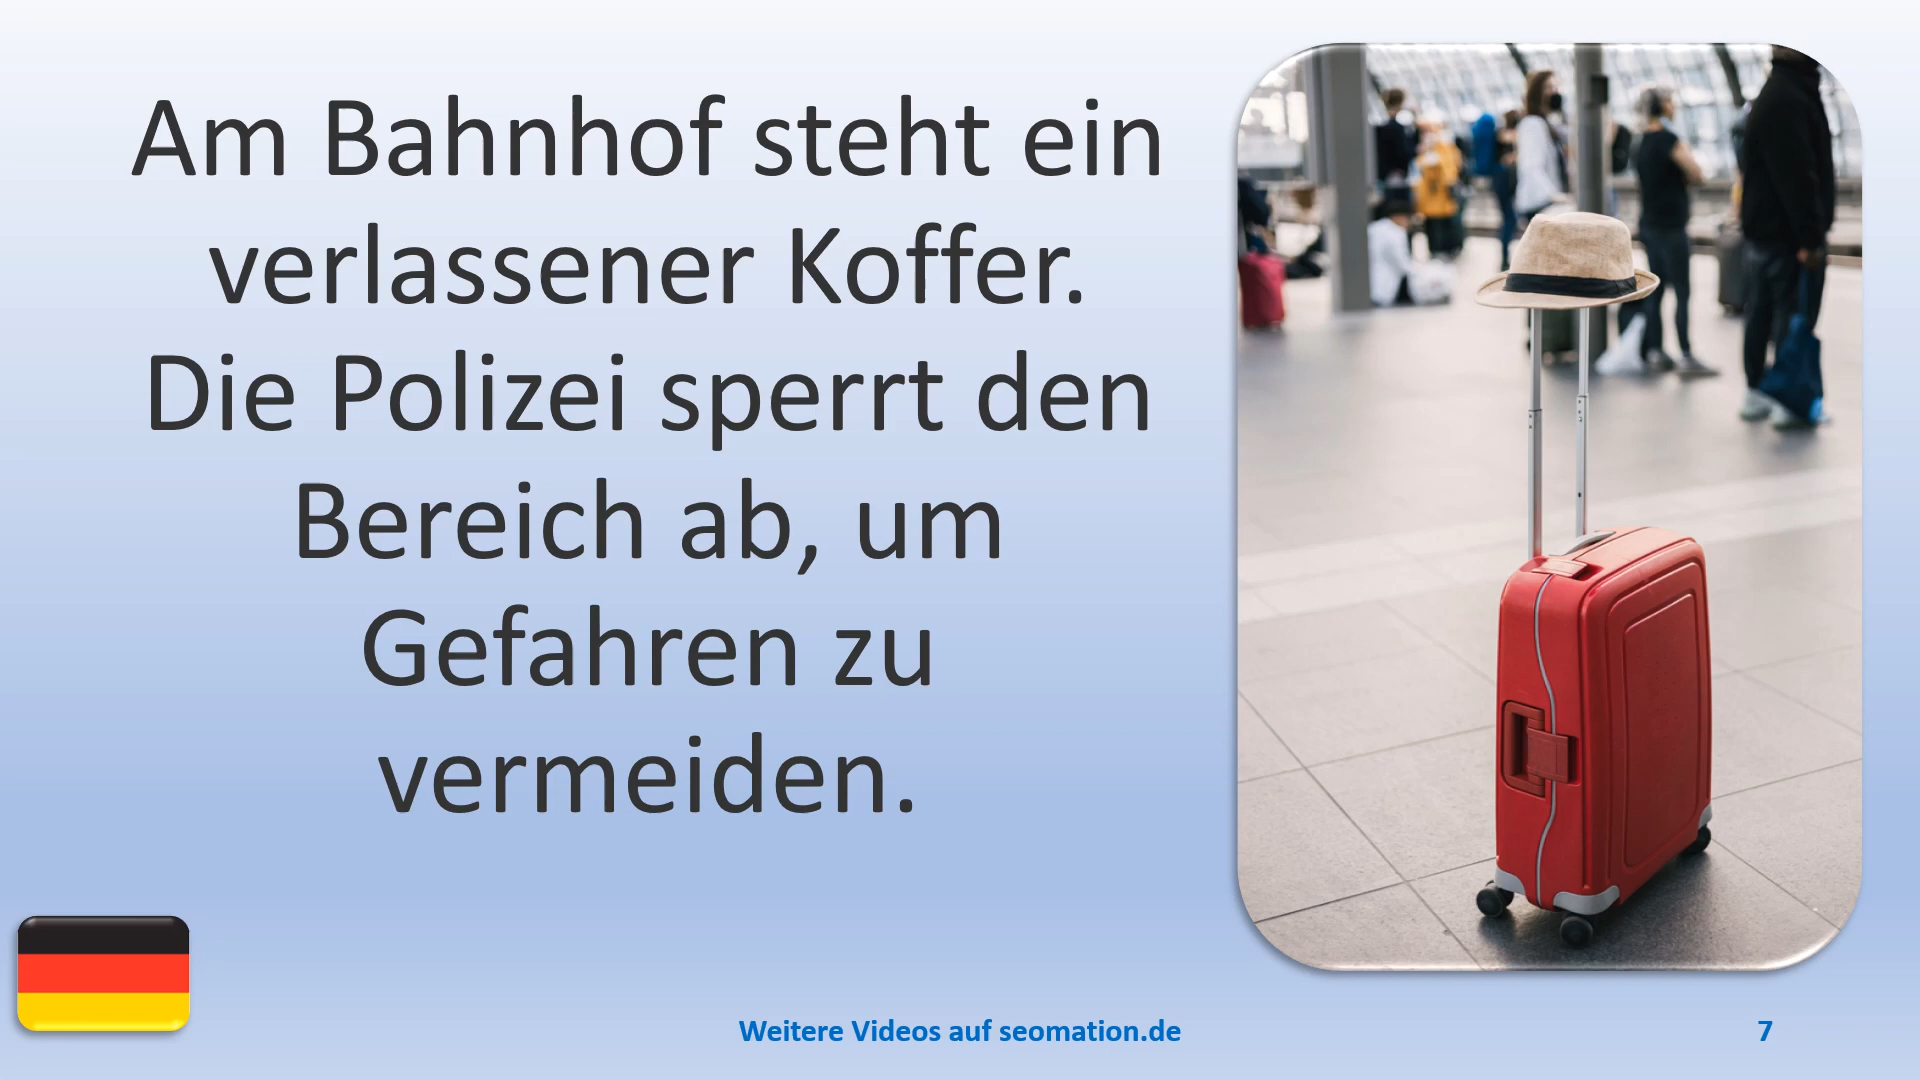 Am Bahnhof steht ein
verlassener Koffer.
Die Polizei sperrt den
Bereich ab, um
Gefahren zu
vermeiden.
Weitere Videos auf seomation.de
7